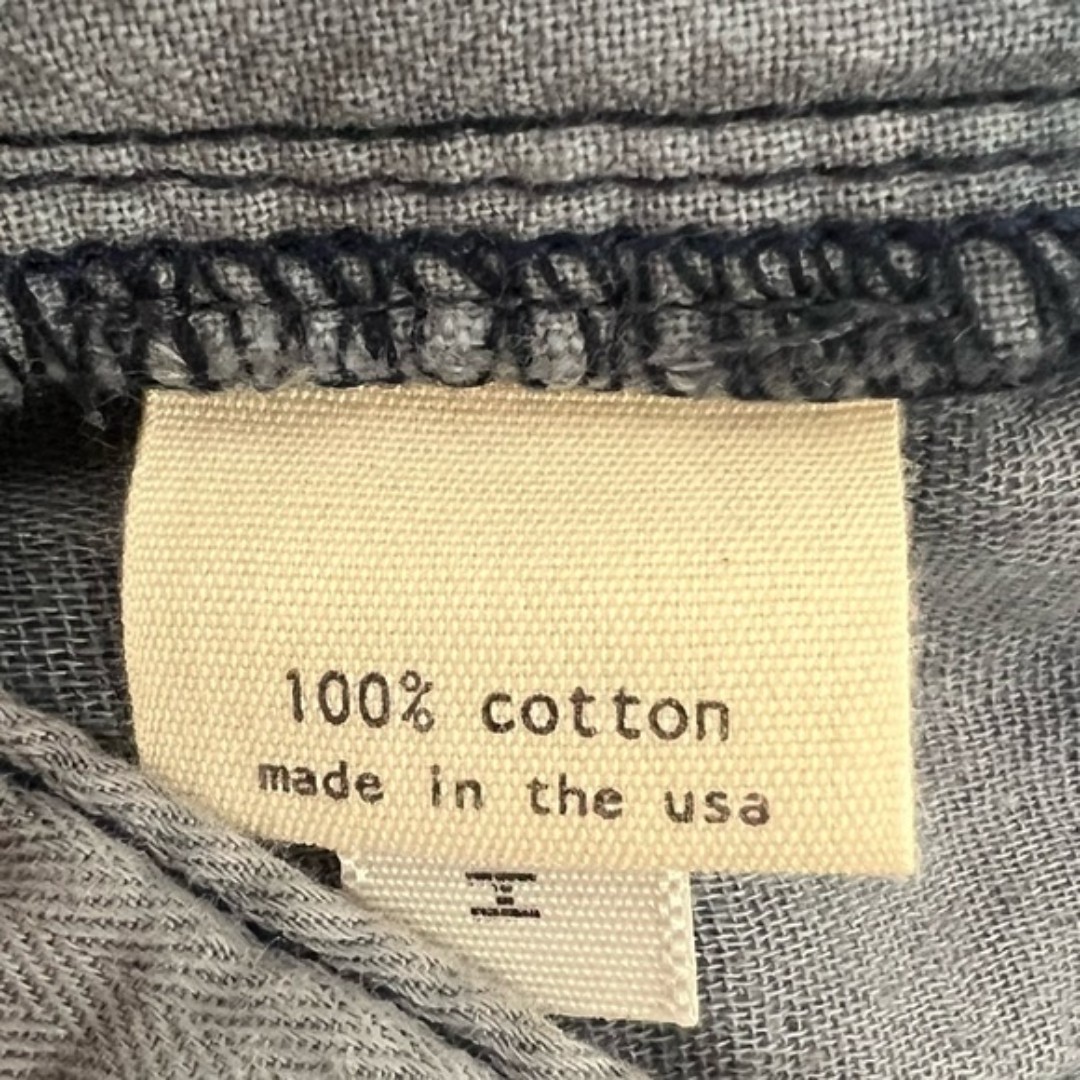 100% cotton
made in the usa